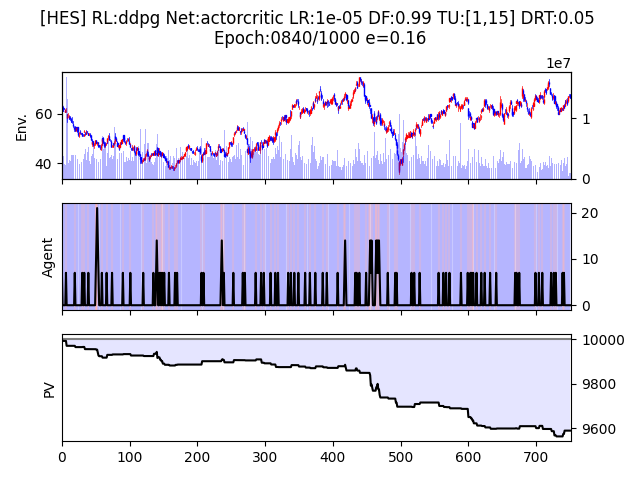 [HES] RL:ddpg Net:actorcritic LR:1e-05 DF:0.99 TU:[1,15] DRT:0.05
Epoch:0840/1000 e=0.16
1e7
Env.
60
40
1
0
Agent
20
10
0
PV
10000
9800
9600
0 100 200 300 400 500 600 700